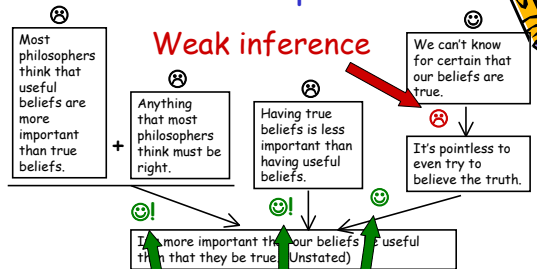 Weak inference
Most
philosophers
think that
useful
beliefs are
more
important
than true
beliefs.
+
Anything
that most
philosophers
think must be
right.
Having true
beliefs is less
important than
having useful
beliefs.
We can't know
for certain that
our beliefs are
true.
It's pointless to
even try to
believe the truth.
!
!
more important our beliefs useful
that they be true. Unstated)